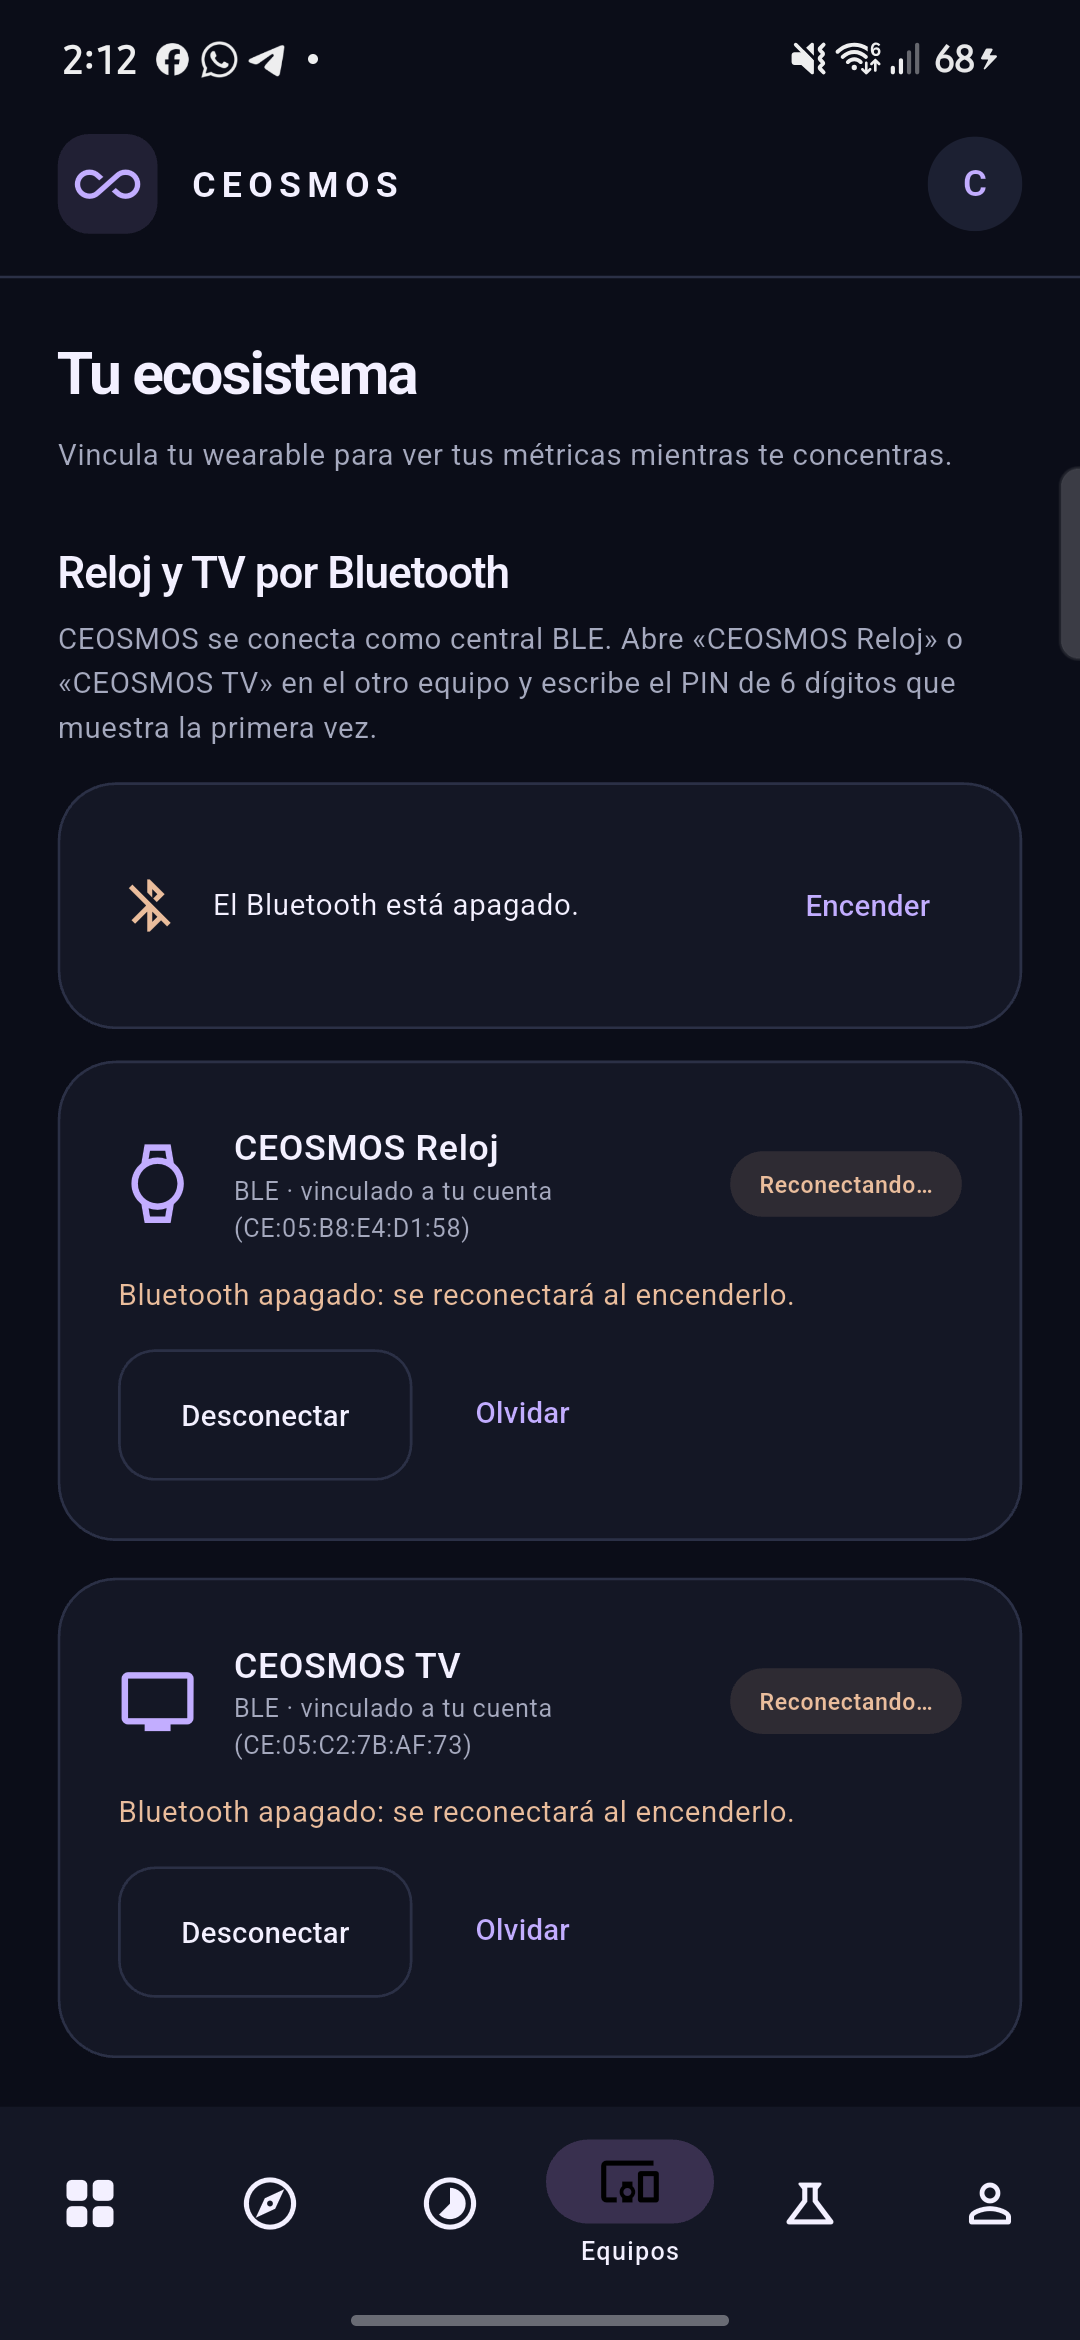 2:12
6
68
CEOSMOS
C
Tu ecosistema
Vincula tu wearable para ver tus métricas mientras te concentras.
Reloj y TV por Bluetooth
CEOSMOS se conecta como central BLE. Abre «CEOSMOS Reloj» o
«CEOSMOS TV» en el otro equipo y escribe el PIN de 6 dígitos que
muestra la primera vez.
El Bluetooth está apagado.
Encender
CEOSMOS Reloj
BLE · vinculado a tu cuenta
(CE:05:B8:E4:D1:58)
Reconectando…
Bluetooth apagado: se reconectará al encenderlo.
Desconectar
Olvidar
CEOSMOS TV
BLE · vinculado a tu cuenta
(CE:05:C2:7B:AF:73)
Reconectando…
Bluetooth apagado: se reconectará al encenderlo.
Desconectar
Olvidar
Equipos